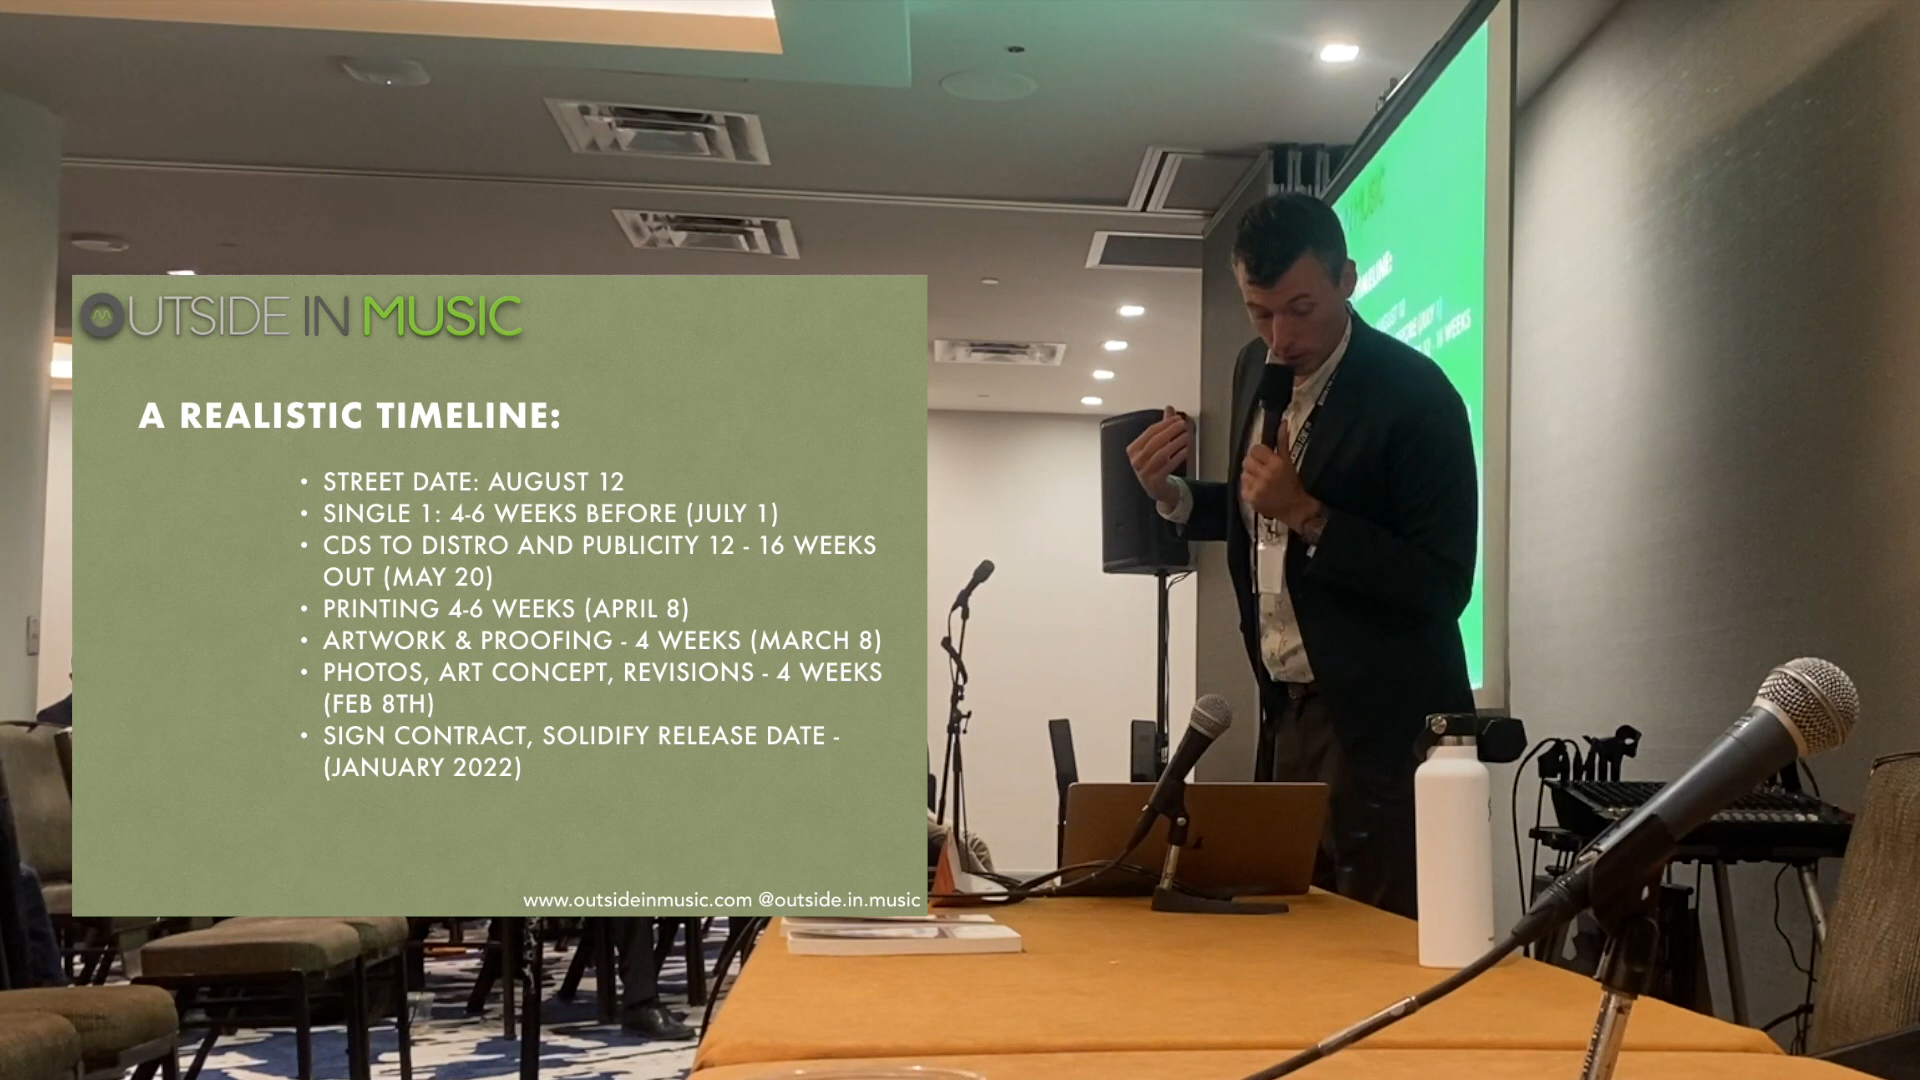 OUTSIDE IN MUSIC
A REALISTIC TIMELINE:
• STREET DATE: AUGUST 12
• SINGLE 1: 4-6 WEEKS BEFORE (JULY 1)
• CDS TO DISTRO AND PUBLICITY 12 - 16 WEEKS
OUT (MAY 20)
• PRINTING 4-6 WEEKS (APRIL 8)
• ARTWORK & PROOFING - 4 WEEKS (MARCH 8)
• PHOTOS, ART CONCEPT, REVISIONS - 4 WEEKS
(FEB 8TH)
• SIGN CONTRACT, SOLIDIFY RELEASE DATE -
(JANUARY 2022)
www.outsideinmusic.com @outside.in.music
MUSIC